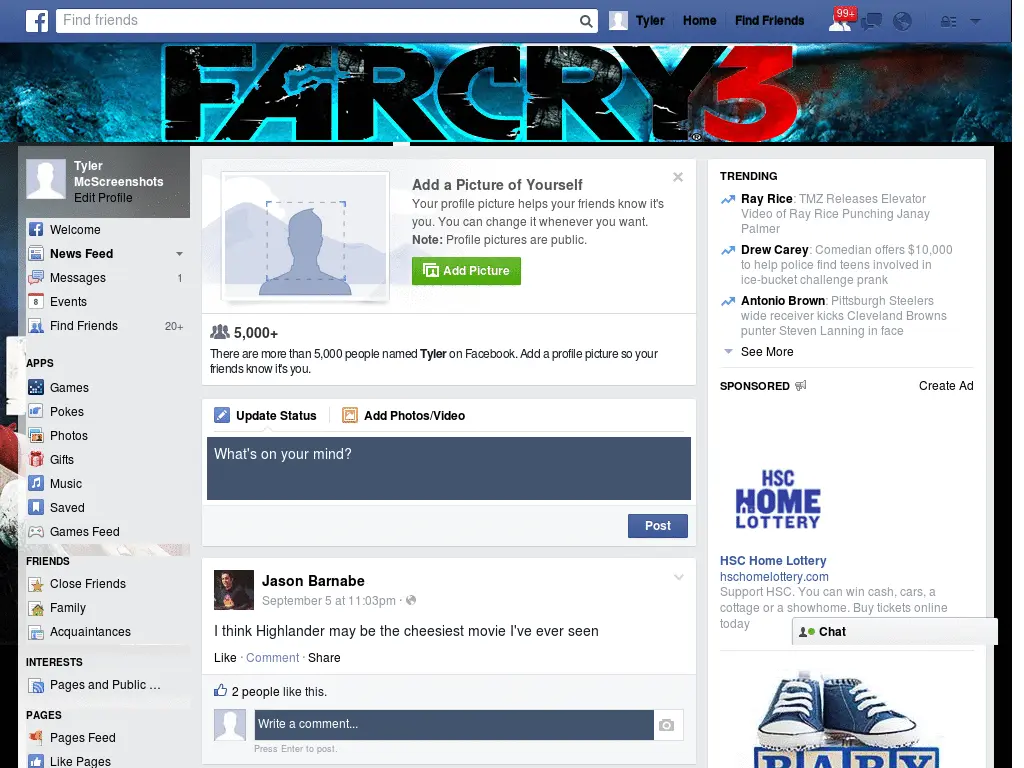 Find friends
Tyler
Home
Find Friends
99+
FARCRY3
®
Tyler
McScreenshots
Edit Profile
Welcome
News Feed
Messages 1
8
Events
Find Friends 20+
APPS
Games
Pokes
Photos
Gifts
Music
Saved
Games Feed
FRIENDS
Close Friends
Family
Acquaintances
INTERESTS
Pages and Public ...
PAGES
Pages Feed
Like Pages
Add a Picture of Yourself
Your profile picture helps your friends know it's
you. You can change it whenever you want.
Note: Profile pictures are public.
Add Picture
5,000+
There are more than 5,000 people named Tyler on Facebook. Add a profile picture so your
friends know it's you.
Update Status
Add Photos/Video
What's on your mind?
Post
Jason Barnabe
September 5 at 11:03pm ·
I think Highlander may be the cheesiest movie I've ever seen
Like · Comment · Share
2 people like this.
Write a comment...
Press Enter to post.
TRENDING
Ray Rice: TMZ Releases Elevator
Video of Ray Rice Punching Janay
Palmer
Drew Carey: Comedian offers $10,000
to help police find teens involved in
ice-bucket challenge prank
Antonio Brown: Pittsburgh Steelers
wide receiver kicks Cleveland Browns
punter Steven Lanning in face
See More
SPONSORED
Create Ad
HSC
HOME
LOTTERY
HSC Home Lottery
hschomelottery.com
Support HSC. You can win cash, cars, a
cottage or a showhome. Buy tickets online
today
Chat
BABY